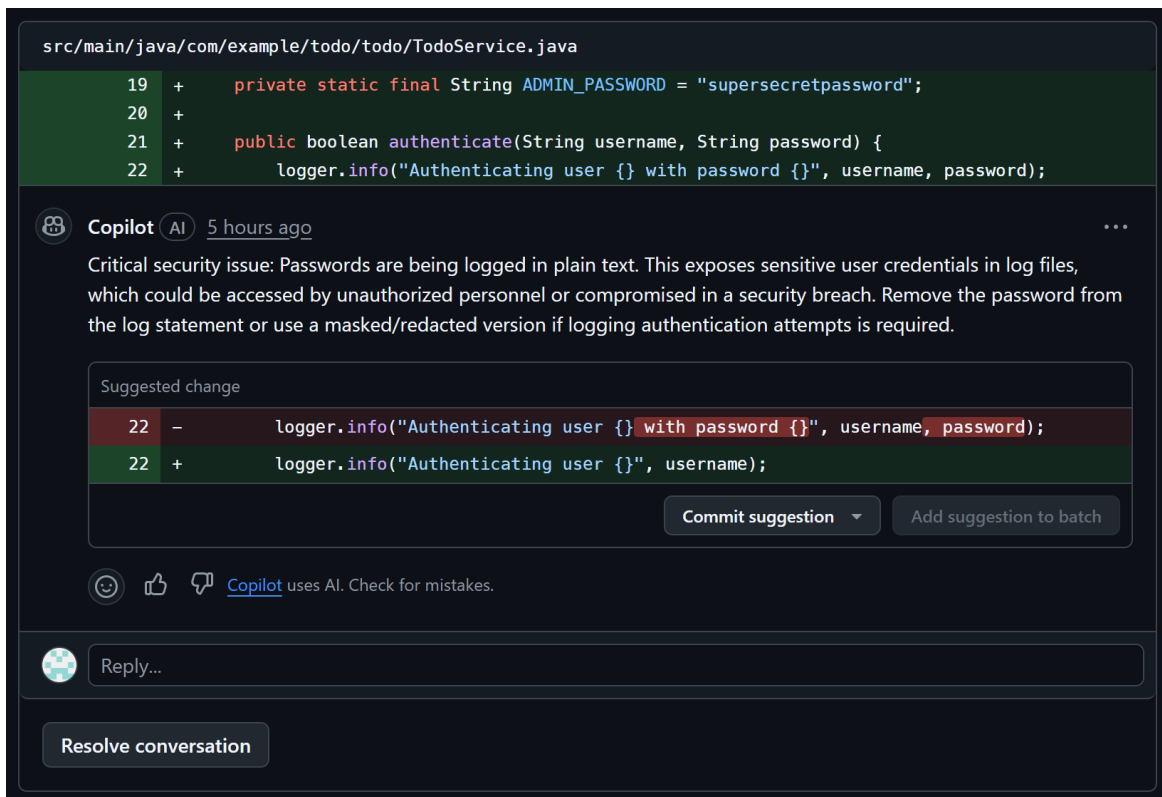 src/main/java/com/example/todo/todo/TodoService.java
19 + private static final String ADMIN_PASSWORD = "supersecretpassword";
20 +
21 + public boolean authenticate(String username, String password) {
22 + logger.info("Authenticating user {} with password {}", username, password);
Copilot AI 5 hours ago
Critical security issue: Passwords are being logged in plain text. This exposes sensitive user credentials in log files,
which could be accessed by unauthorized personnel or compromised in a security breach. Remove the password from
the log statement or use a masked/redacted version if logging authentication attempts is required.
Suggested change
22 - logger.info("Authenticating user {} with password {}", username, password);
22 + logger.info("Authenticating user {}", username);
Commit suggestion Add suggestion to batch
Copilot uses AI. Check for mistakes.
Reply...
Resolve conversation